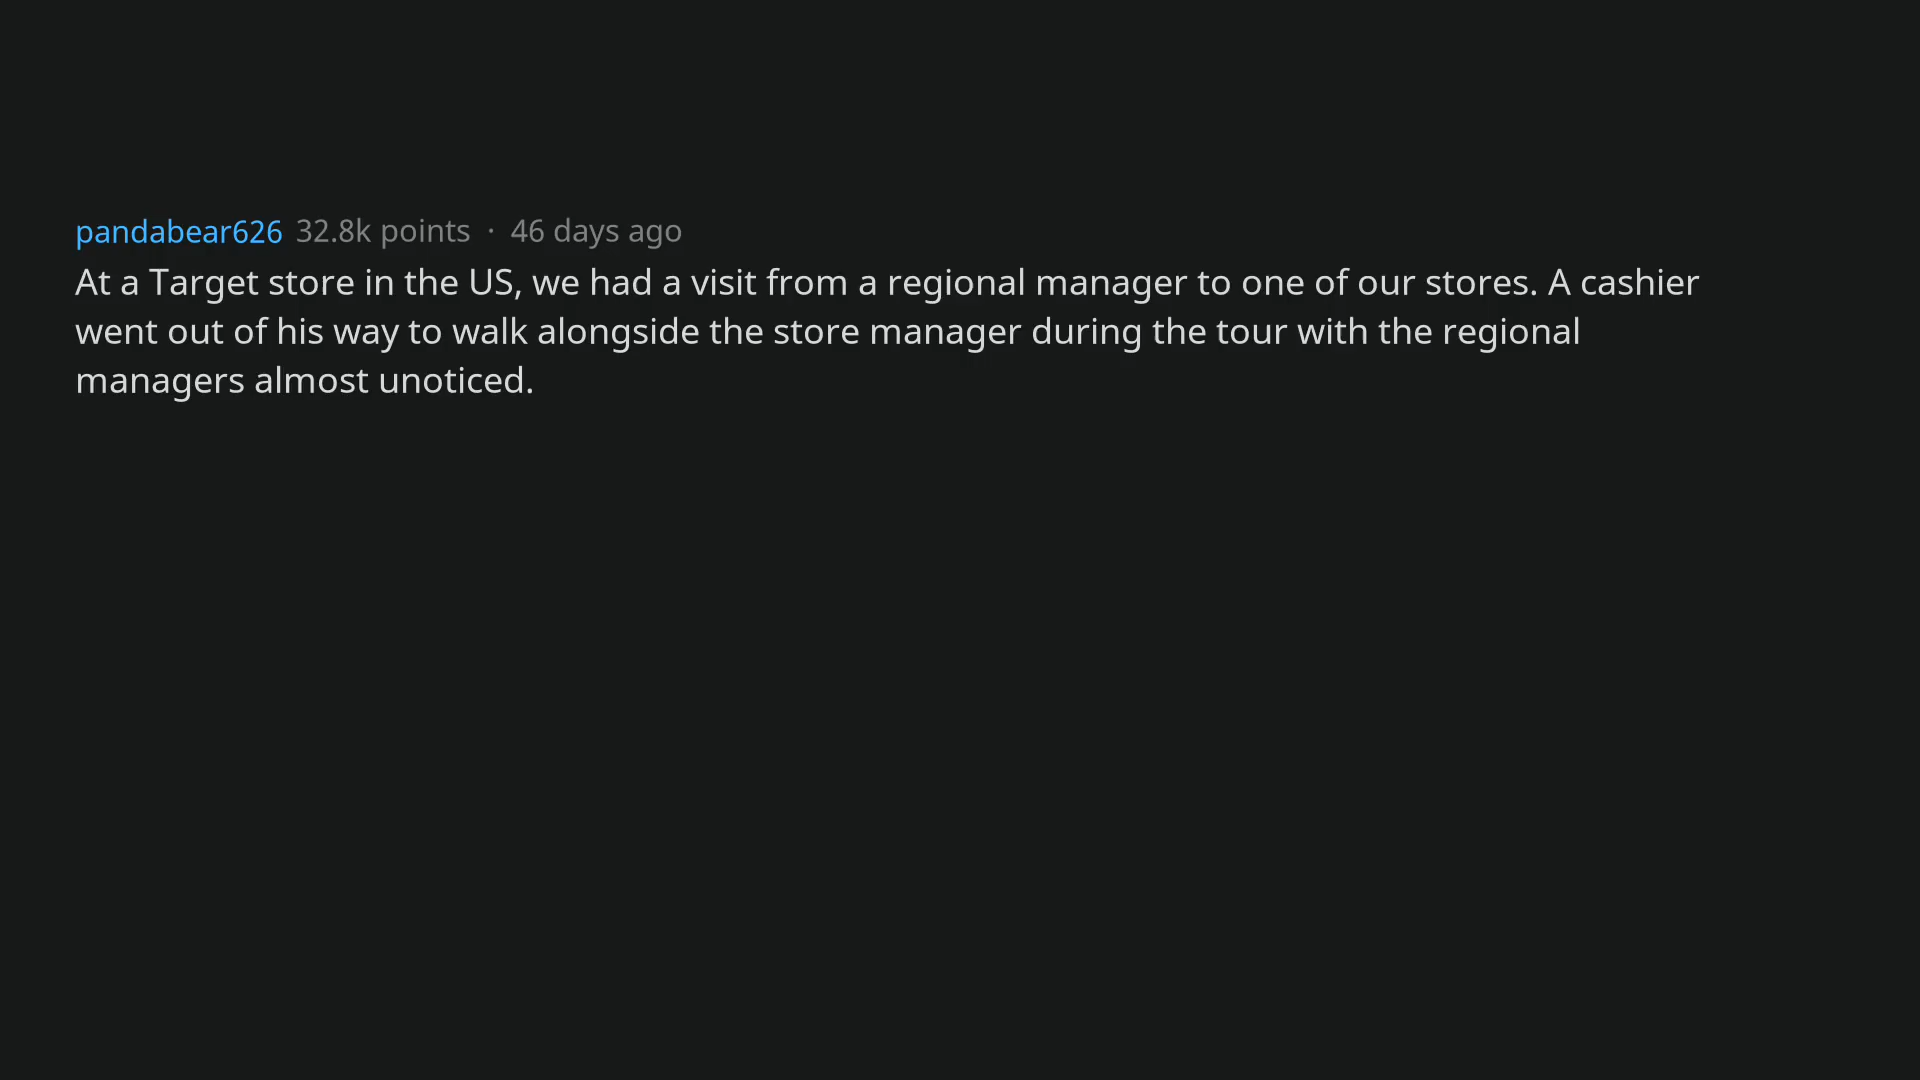 pandabear626 32.8k points · 46 days ago
At a Target store in the US, we had a visit from a regional manager to one of our stores. A cashier
went out of his way to walk alongside the store manager during the tour with the regional
managers almost unoticed.